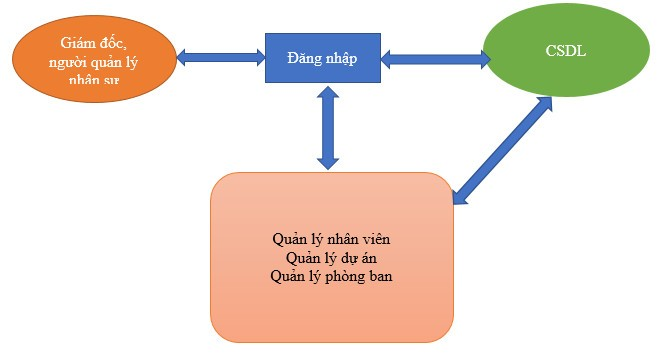 Giám đốc,
người quản lý
nhân sự
Đăng nhập
CSDL
Quản lý nhân viên
Quản lý dự án
Quản lý phòng ban